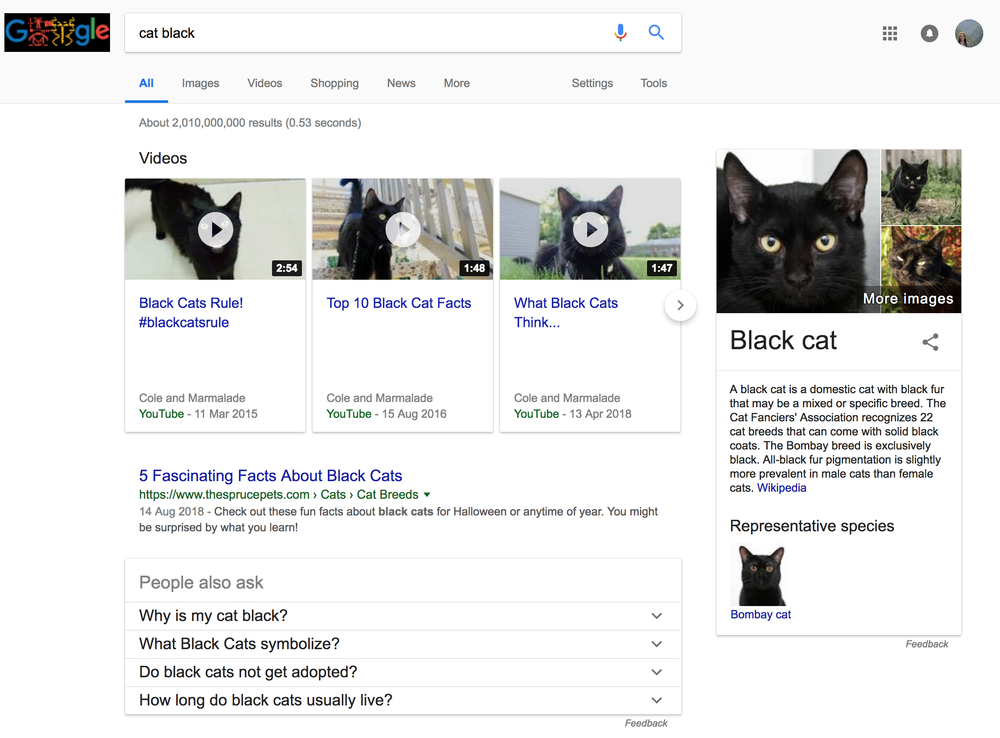 Google
cat black
All Images Videos Shopping News More Settings Tools
About 2,010,000,000 results (0.53 seconds)
Videos
2:54
Black Cats Rule!
#blackcatsrule
Cole and Marmalade
YouTube - 11 Mar 2015
1:48
Top 10 Black Cat Facts
Cole and Marmalade
YouTube - 15 Aug 2016
1:47
What Black Cats
Think...
Cole and Marmalade
YouTube - 13 Apr 2018
5 Fascinating Facts About Black Cats
https://www.thesprucepets.com › Cats › Cat Breeds
14 Aug 2018 - Check out these fun facts about black cats for Halloween or anytime of year. You might
be surprised by what you learn!
People also ask
Why is my cat black?
What Black Cats symbolize?
Do black cats not get adopted?
How long do black cats usually live?
Feedback
More images
Black cat
A black cat is a domestic cat with black fur
that may be a mixed or specific breed. The
Cat Fanciers' Association recognizes 22
cat breeds that can come with solid black
coats. The Bombay breed is exclusively
black. All-black fur pigmentation is slightly
more prevalent in male cats than female
cats. Wikipedia
Representative species
Bombay cat
Feedback